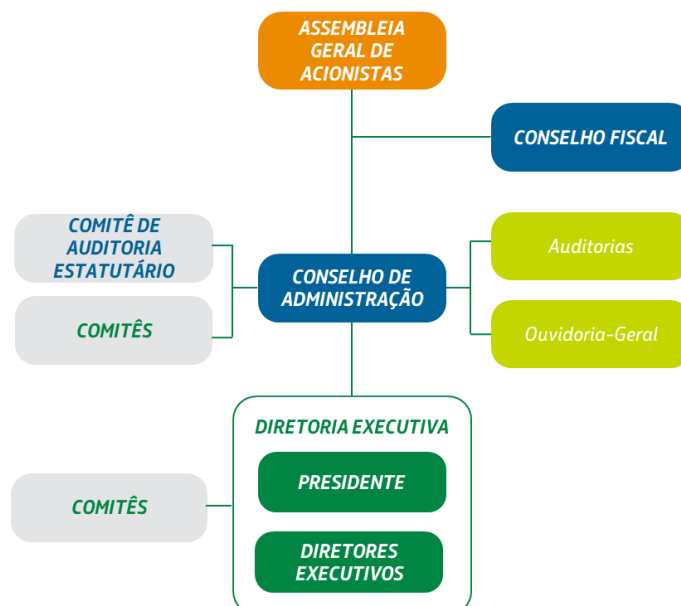 ASSEMBLEIA
GERAL DE
ACIONISTAS
CONSELHO FISCAL
COMITÊ DE
AUDITORIA
ESTATUTÁRIO
Auditorias
CONSELHO DE
ADMINISTRAÇÃO
COMITÊS
Ouvidoria-Geral
DIRETORIA EXECUTIVA
PRESIDENTE
COMITÊS
DIRETORES
EXECUTIVOS